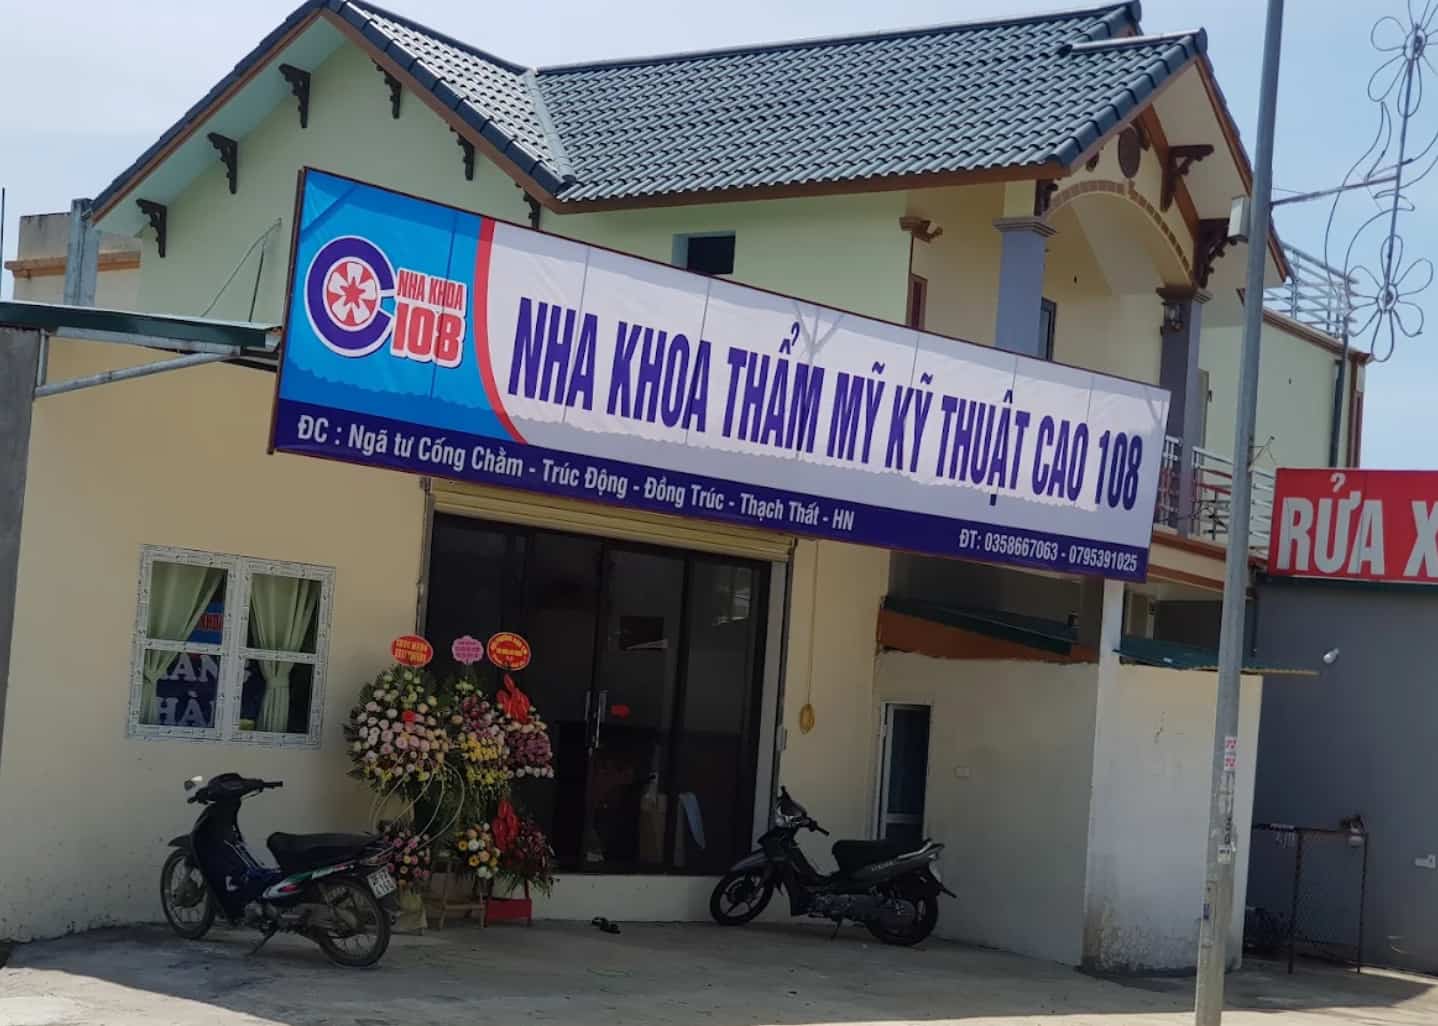 NHA KHOA
108
NHA KHOA THẨM MỸ KỸ THUẬT CAO 108
ĐC : Ngã tư Cống Chằm - Trúc Động - Đồng Trúc - Thạch Thất - HN
ĐT: 0358667063 - 0795391025
RỬA X